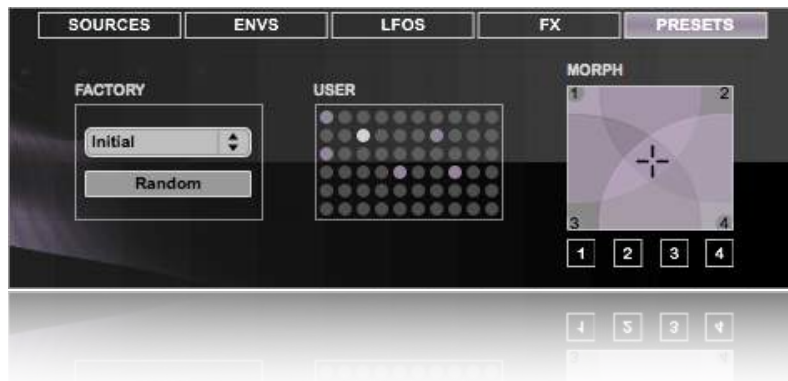 SOURCES ENVS LFOS FX PRESETS
FACTORY USER MORPH
Initial
Random
1 2
3 4
1 2 3 4